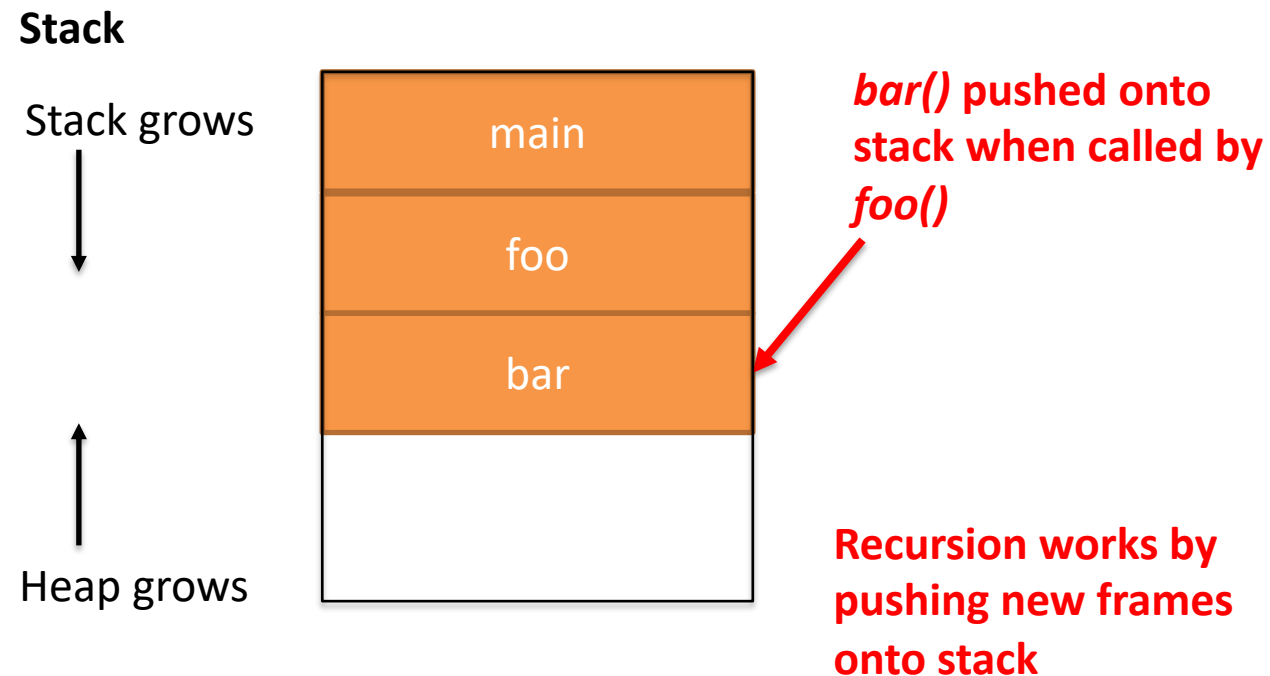 Stack
Stack grows
main
bar() pushed onto
stack when called by
foo()
foo
bar
Heap grows
Recursion works by
pushing new frames
onto stack